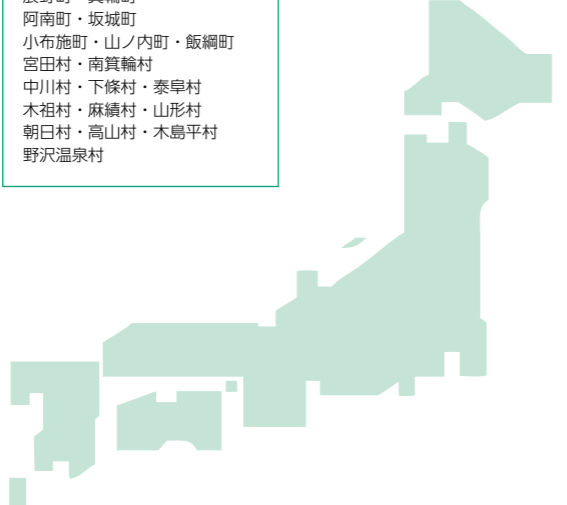 阿南町・坂城町
小布施町・山ノ内町・飯綱町
宮田村・南箕輪村
中川村・下條村・泰阜村
木祖村・麻績村・山形村
朝日村・高山村・木島平村
野沢温泉村